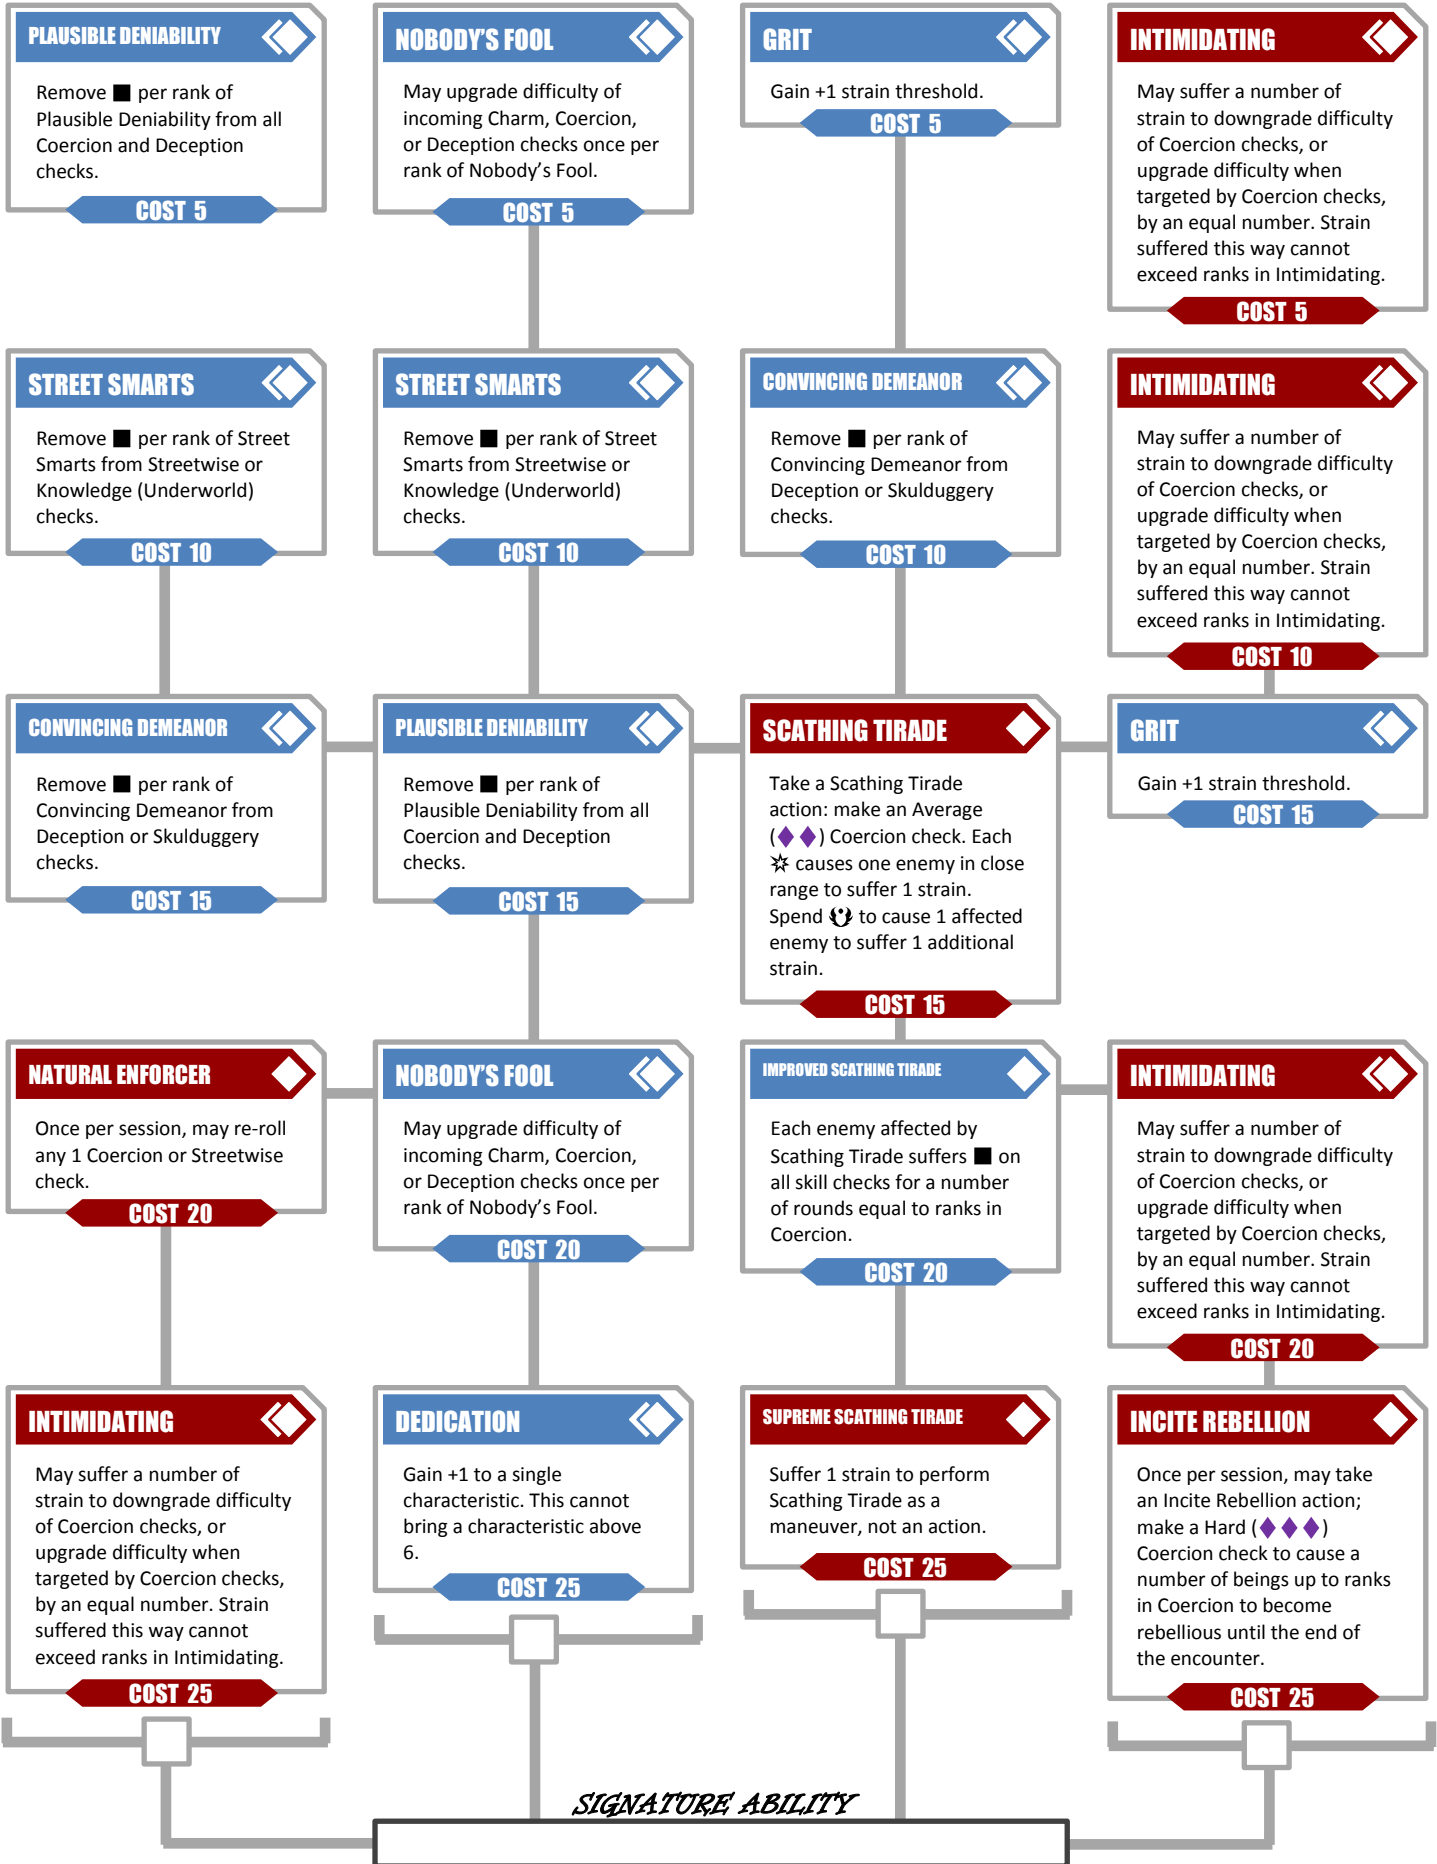 PLAUSIBLE DENIABILITY
Remove ■ per rank of
Plausible Deniability from all
Coercion and Deception
checks.
COST 5
NOBODY'S FOOL
May upgrade difficulty of
incoming Charm, Coercion,
or Deception checks once per
rank of Nobody's Fool.
COST 5
GRIT
Gain +1 strain threshold.
COST 5
INTIMIDATING
May suffer a number of
strain to downgrade difficulty
of Coercion checks, or
upgrade difficulty when
targeted by Coercion checks,
by an equal number. Strain
suffered this way cannot
exceed ranks in Intimidating.
COST 5
STREET SMARTS
Remove ■ per rank of Street
Smarts from Streetwise or
Knowledge (Underworld)
checks.
COST 10
STREET SMARTS
Remove ■ per rank of Street
Smarts from Streetwise or
Knowledge (Underworld)
checks.
COST 10
CONVINCING DEMEANOR
Remove ■ per rank of
Convincing Demeanor from
Deception or Skulduggery
checks.
COST 10
INTIMIDATING
May suffer a number of
strain to downgrade difficulty
of Coercion checks, or
upgrade difficulty when
targeted by Coercion checks,
by an equal number. Strain
suffered this way cannot
exceed ranks in Intimidating.
COST 10
CONVINCING DEMEANOR
Remove ■ per rank of
Convincing Demeanor from
Deception or Skulduggery
checks.
COST 15
PLAUSIBLE DENIABILITY
Remove ■ per rank of
Plausible Deniability from all
Coercion and Deception
checks.
COST 15
SCATHING TIRADE
Take a Scathing Tirade
action: make an Average
(♦ ♦) Coercion check. Each
causes one enemy in close
range to suffer 1 strain.
Spend to cause 1 affected
enemy to suffer 1 additional
strain.
COST 15
GRIT
Gain +1 strain threshold.
COST 15
NATURAL ENFORCER
Once per session, may re-roll
any 1 Coercion or Streetwise
check.
COST 20
NOBODY'S FOOL
May upgrade difficulty of
incoming Charm, Coercion,
or Deception checks once per
rank of Nobody's Fool.
COST 20
IMPROVED SCATHING TIRADE
Each enemy affected by
Scathing Tirade suffers ■ on
all skill checks for a number
of rounds equal to ranks in
Coercion.
COST 20
INTIMIDATING
May suffer a number of
strain to downgrade difficulty
of Coercion checks, or
upgrade difficulty when
targeted by Coercion checks,
by an equal number. Strain
suffered this way cannot
exceed ranks in Intimidating.
COST 20
INTIMIDATING
May suffer a number of
strain to downgrade difficulty
of Coercion checks, or
upgrade difficulty when
targeted by Coercion checks,
by an equal number. Strain
suffered this way cannot
exceed ranks in Intimidating.
COST 25
DEDICATION
Gain +1 to a single
characteristic. This cannot
bring a characteristic above
6.
COST 25
SUPREME SCATHING TIRADE
Suffer 1 strain to perform
Scathing Tirade as a
maneuver, not an action.
COST 25
INCITE REBELLION
Once per session, may take
an Incite Rebellion action;
make a Hard (♦ ♦ ♦)
Coercion check to cause a
number of beings up to ranks
in Coercion to become
rebellious until the end of
the encounter.
COST 25
SIGNATURE ABILITY